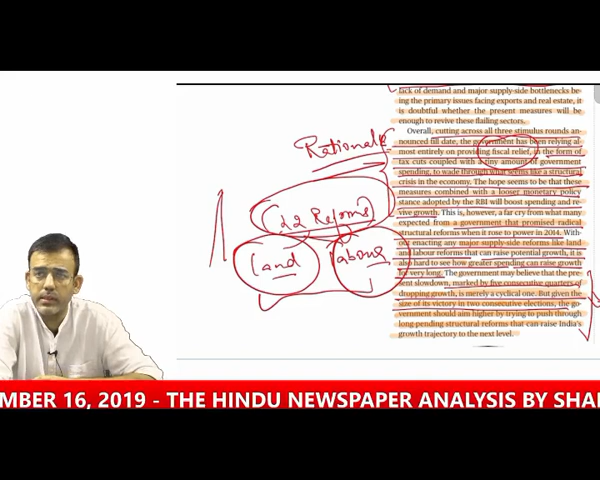 lack of demand and major supply-side bottlenecks be-
ing the primary issues facing exports and real estate, it
is doubtful whether the present measures will be
enough to revive these flailing sectors.
Overall, cutting across all three stimulus rounds an-
nounced till date, the government has been relying al-
most entirely on providing fiscal relief, in the form of
tax cuts coupled with a tiny amount of government
spending, to wade through what seems like a structural
crisis in the economy. The hope seems to be that these
measures combined with a looser monetary policy
stance adopted by the RBI will boost spending and re-
vive growth. This is, however, a far cry from what many
expected from a government that promised radical
structural reforms when it rose to power in 2014. With-
out enacting any major supply-side reforms like land
and labour reforms that can raise potential growth, it is
also hard to see how greater spending can raise growth
for very long. The government may believe that the pre-
sent slowdown, marked by five consecutive quarters of
dropping growth, is merely a cyclical one. But given the
size of its victory in two consecutive elections, the go-
vernment should aim higher by trying to push through
long-pending structural reforms that can raise India's
growth trajectory to the next level.
Rationale
Reforms
Land
Labour
MBER 16, 2019 - THE HINDU NEWSPAPER ANALYSIS BY SHA